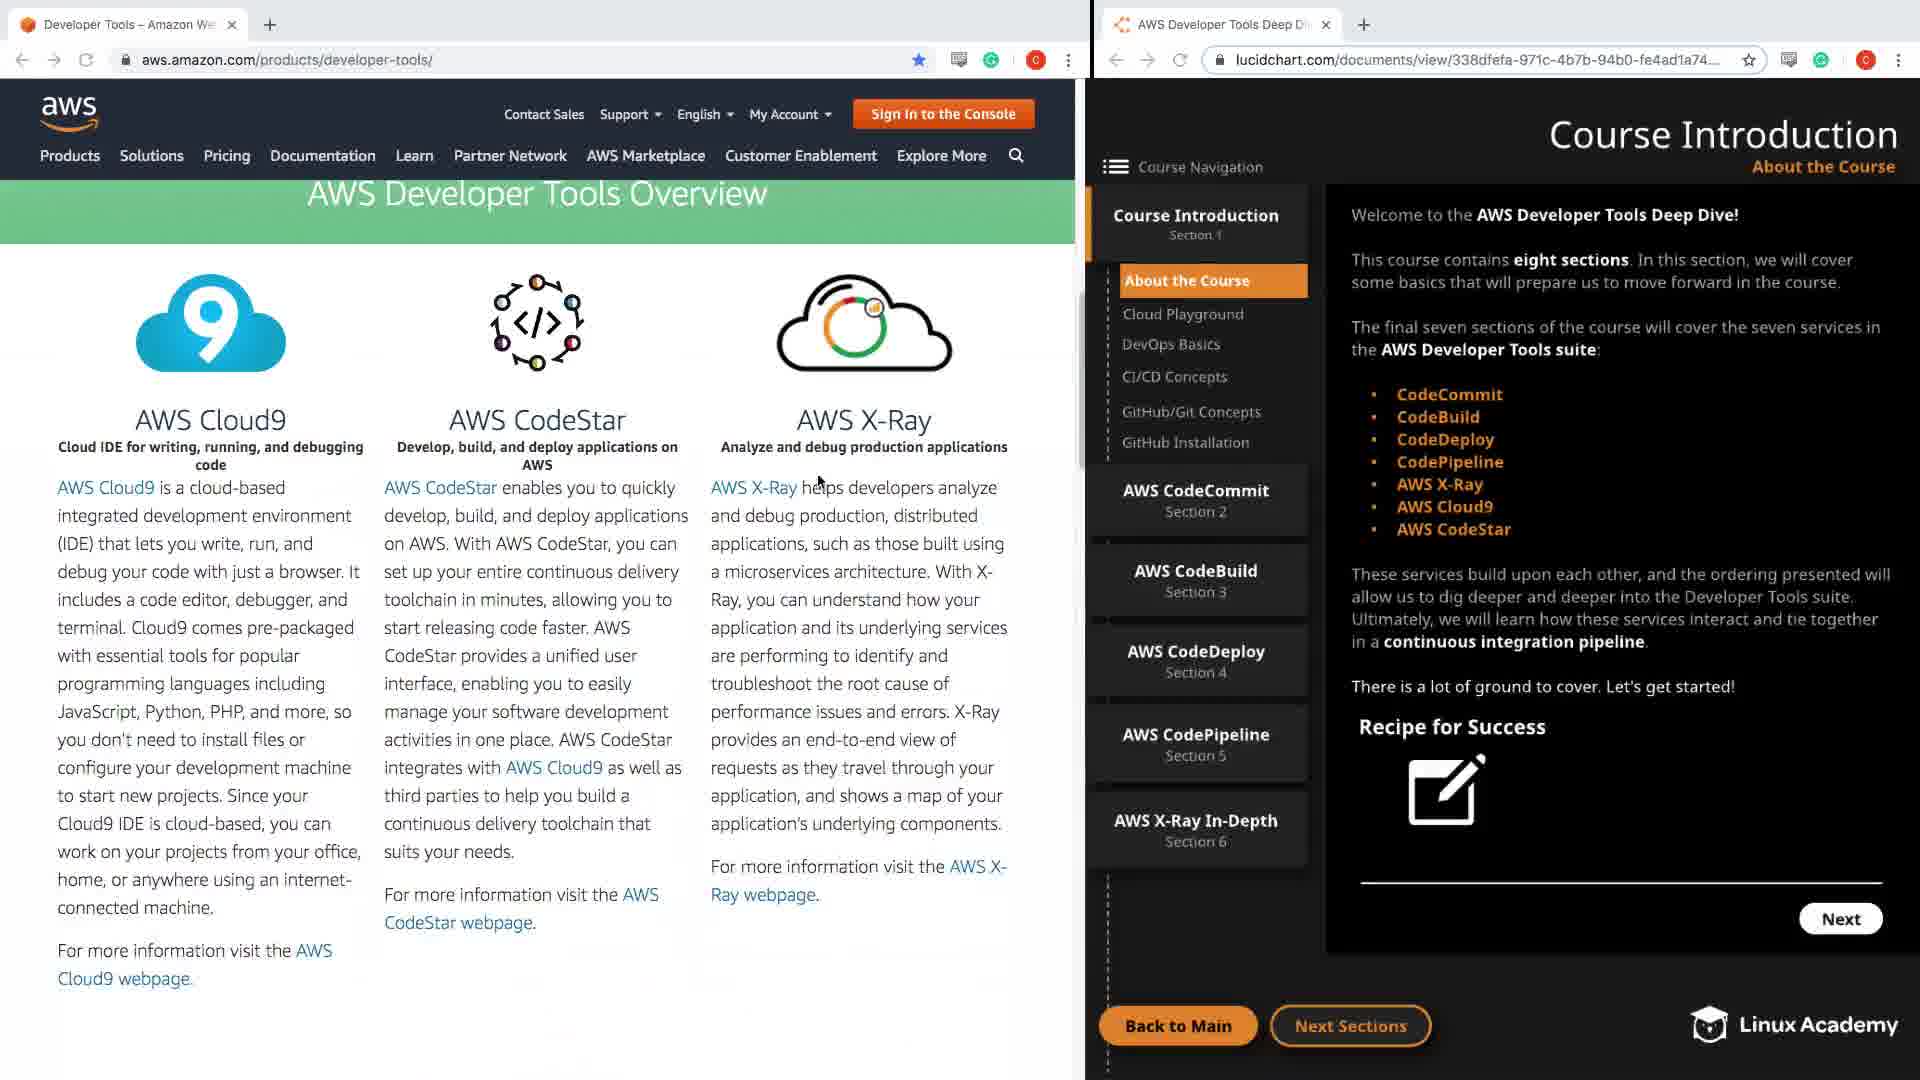 Developer Tools – Amazon We
aws.amazon.com/products/developer-tools/
aws
Contact Sales Support English My Account Sign In to the Console
Products Solutions Pricing Documentation Learn Partner Network AWS Marketplace Customer Enablement Explore More
AWS Developer Tools Overview
9
</>
AWS Cloud9
Cloud IDE for writing, running, and debugging
code
AWS Cloud9 is a cloud-based
integrated development environment
(IDE) that lets you write, run, and
debug your code with just a browser. It
includes a code editor, debugger, and
terminal. Cloud9 comes pre-packaged
with essential tools for popular
programming languages including
JavaScript, Python, PHP, and more, so
you don't need to install files or
configure your development machine
to start new projects. Since your
Cloud9 IDE is cloud-based, you can
work on your projects from your office,
home, or anywhere using an internet-
connected machine.
For more information visit the AWS
Cloud9 webpage.
AWS CodeStar
Develop, build, and deploy applications on
AWS
AWS CodeStar enables you to quickly
develop, build, and deploy applications
on AWS. With AWS CodeStar, you can
set up your entire continuous delivery
toolchain in minutes, allowing you to
start releasing code faster. AWS
CodeStar provides a unified user
interface, enabling you to easily
manage your software development
activities in one place. AWS CodeStar
integrates with AWS Cloud9 as well as
third parties to help you build a
continuous delivery toolchain that
suits your needs.
For more information visit the AWS
CodeStar webpage.
AWS X-Ray
Analyze and debug production applications
AWS X-Ray helps developers analyze
and debug production, distributed
applications, such as those built using
a microservices architecture. With X-
Ray, you can understand how your
application and its underlying services
are performing to identify and
troubleshoot the root cause of
performance issues and errors. X-Ray
provides an end-to-end view of
requests as they travel through your
application, and shows a map of your
application's underlying components.
For more information visit the AWS X-
Ray webpage.
AWS Developer Tools Deep Di
lucidchart.com/documents/view/338dfefa-971c-4b7b-94b0-fe4ad1a74...
Course Introduction
About the Course
Course Navigation
Course Introduction
Section 1
About the Course
Cloud Playground
DevOps Basics
CI/CD Concepts
GitHub/Git Concepts
GitHub Installation
AWS CodeCommit
Section 2
AWS CodeBuild
Section 3
AWS CodeDeploy
Section 4
AWS CodePipeline
Section 5
AWS X-Ray In-Depth
Section 6
Welcome to the AWS Developer Tools Deep Dive!
This course contains eight sections. In this section, we will cover
some basics that will prepare us to move forward in the course.
The final seven sections of the course will cover the seven services in
the AWS Developer Tools suite:
• CodeCommit
• CodeBuild
• CodeDeploy
• CodePipeline
• AWS X-Ray
• AWS Cloud9
• AWS CodeStar
These services build upon each other, and the ordering presented will
allow us to dig deeper and deeper into the Developer Tools suite.
Ultimately, we will learn how these services interact and tie together
in a continuous integration pipeline.
There is a lot of ground to cover. Let's get started!
Recipe for Success
Next
Back to Main
Next Sections
Linux Academy